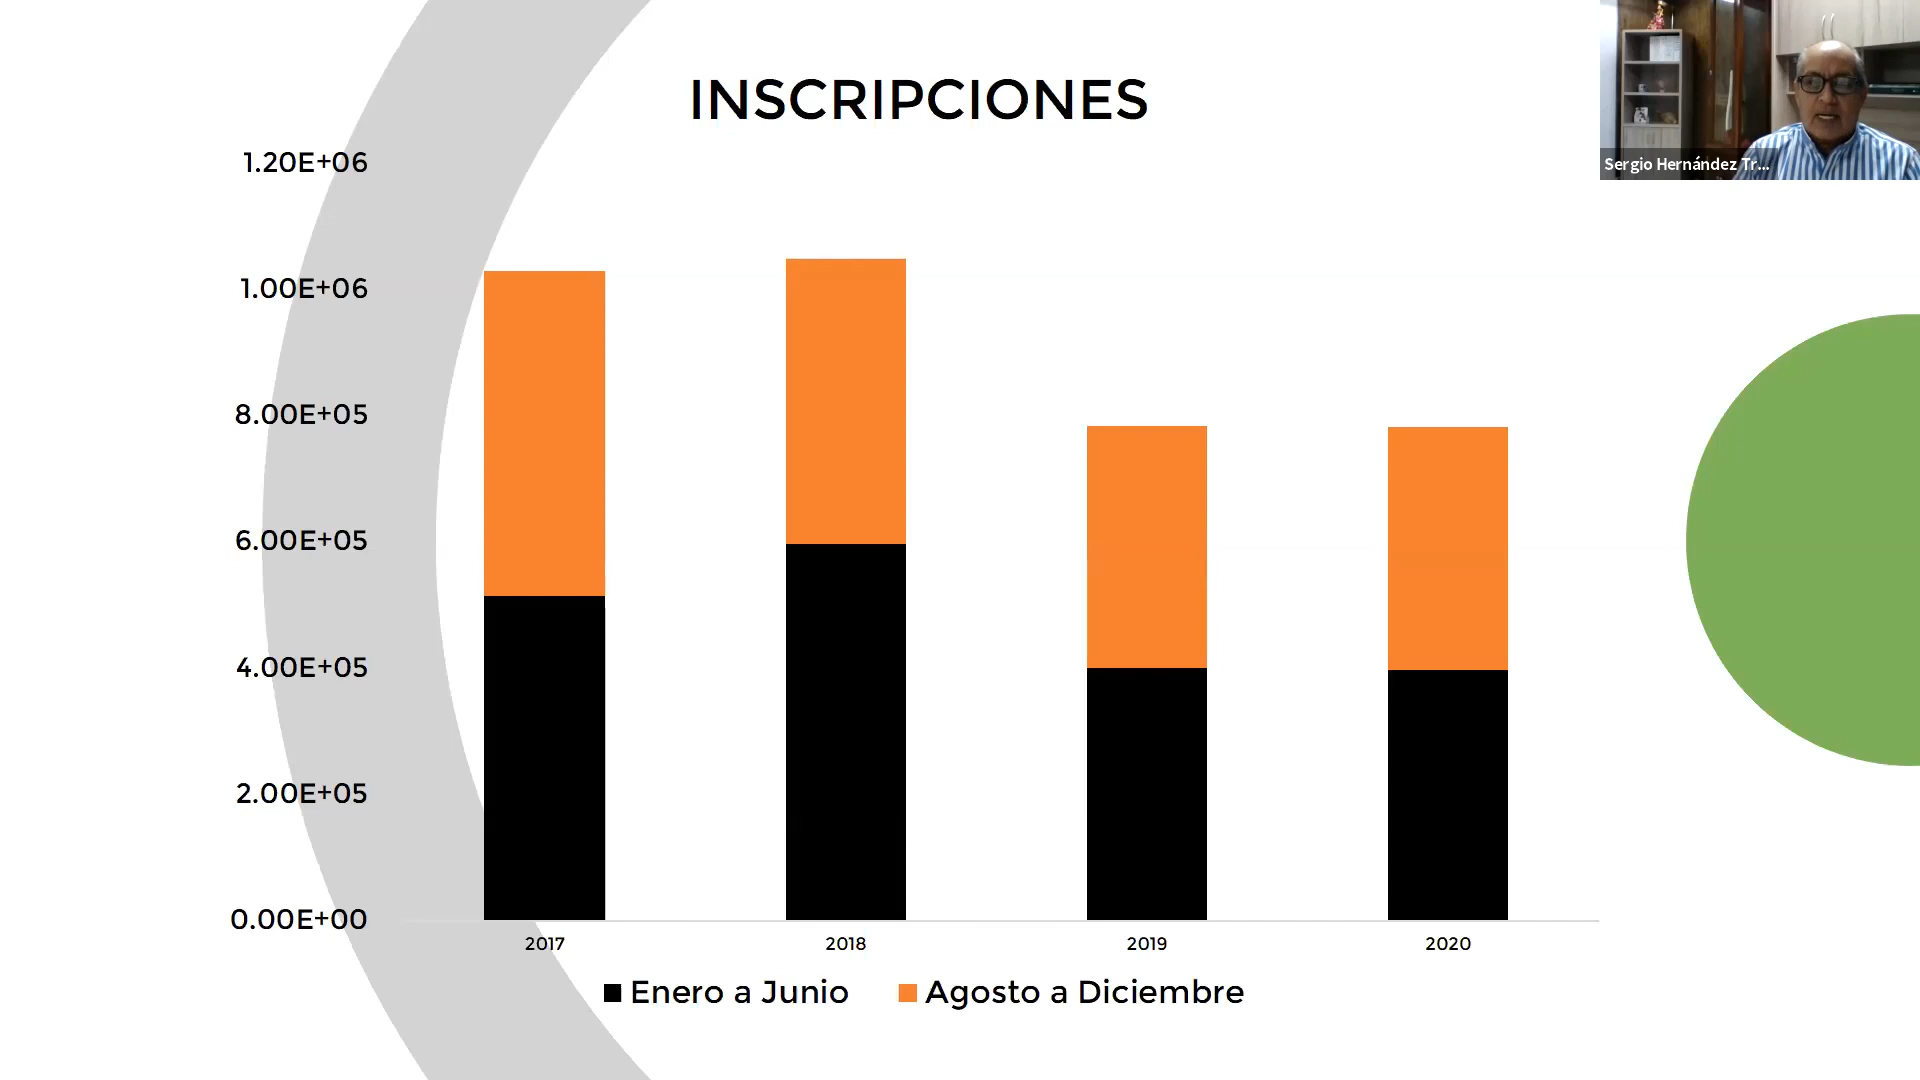 INSCRIPCIONES
Sergio Hernández Tr...
1.20E+06
1.00E+06
8.00E+05
6.00E+05
4.00E+05
2.00E+05
0.00E+00
2017 2018 2019 2020
Enero a Junio Agosto a Diciembre